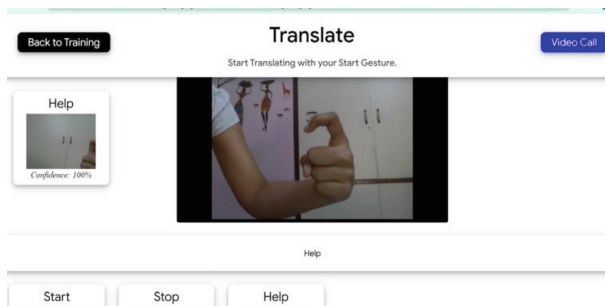 Back to Training
Translate
Video Call
Start Translating with your Start Gesture.
Help
Confidence: 100%
Help
Start
Stop
Help